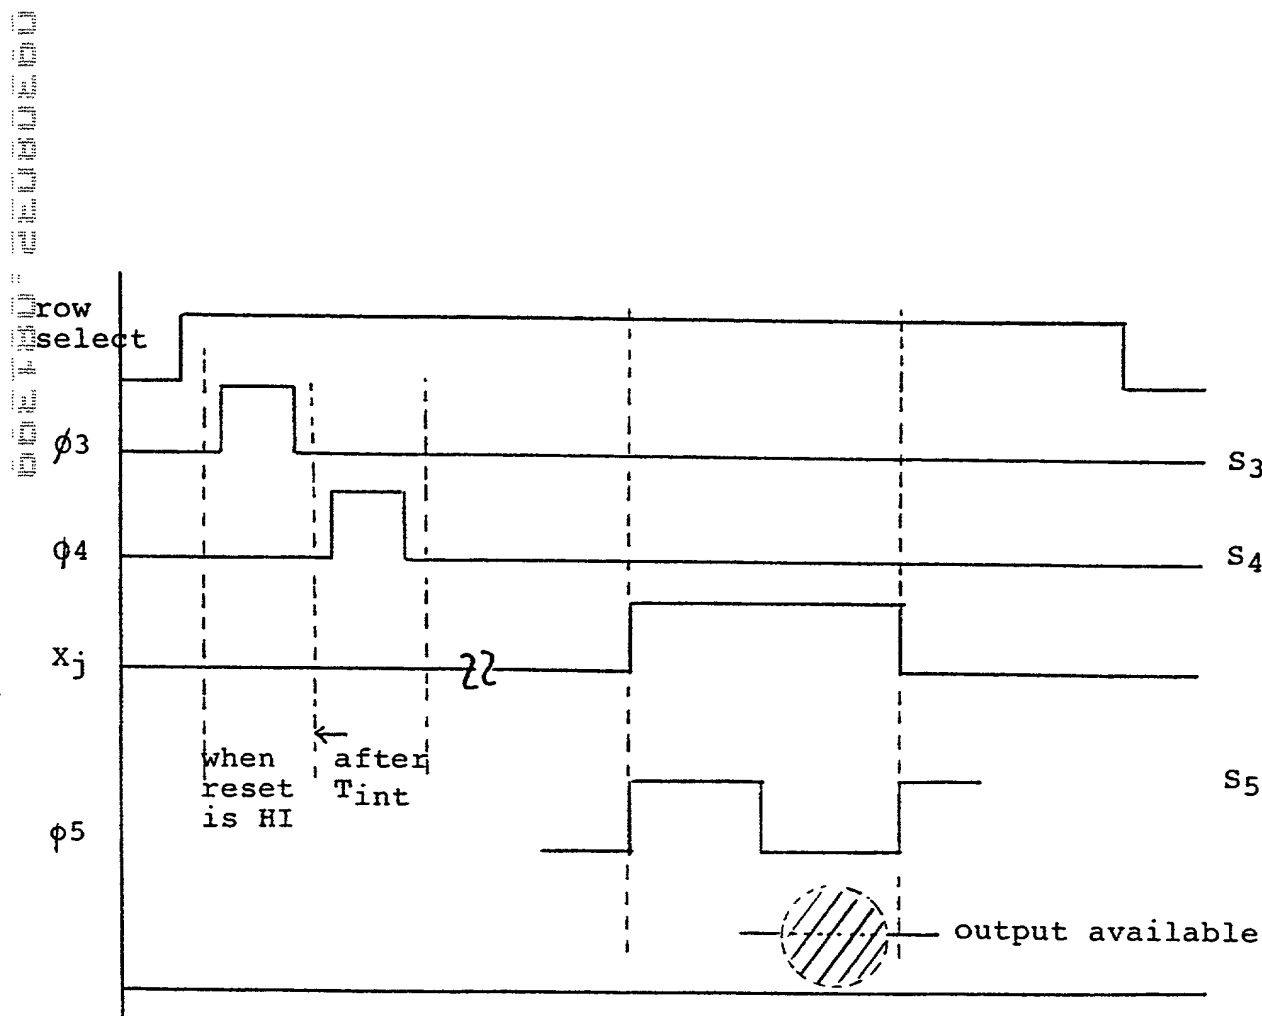 row
select
φ3
S3
φ4
S4
Xj
when
reset
is HI
after
Tint
S5
φ5
output available